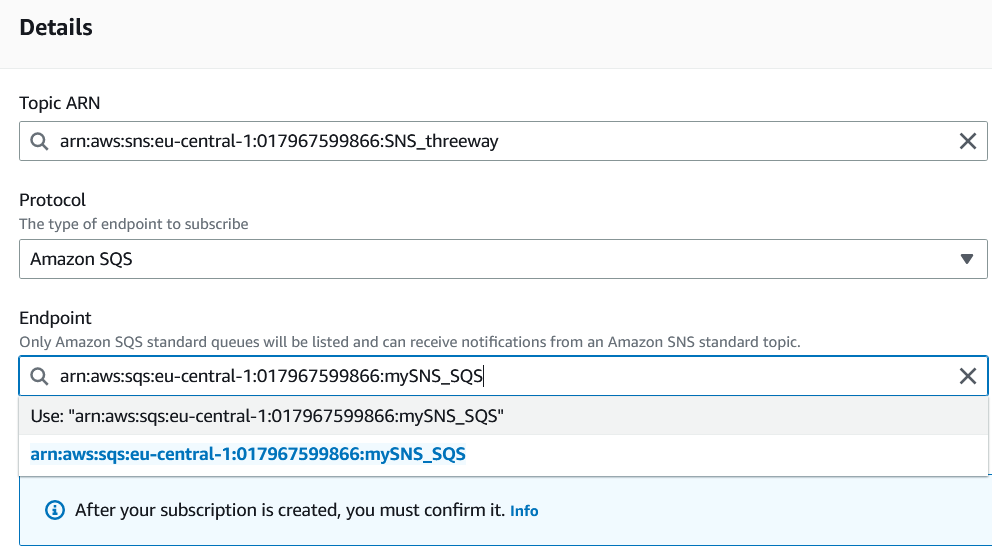 Details
Topic ARN
arn:aws:sns:eu-central-1:017967599866:SNS_threeway
Protocol
The type of endpoint to subscribe
Amazon SQS
Endpoint
Only Amazon SQS standard queues will be listed and can receive notifications from an Amazon SNS standard topic.
arn:aws:sqs:eu-central-1:017967599866:mySNS_SQS
Use: "arn:aws:sqs:eu-central-1:017967599866:mySNS_SQS"
arn:aws:sqs:eu-central-1:017967599866:mySNS_SQS
After your subscription is created, you must confirm it. Info